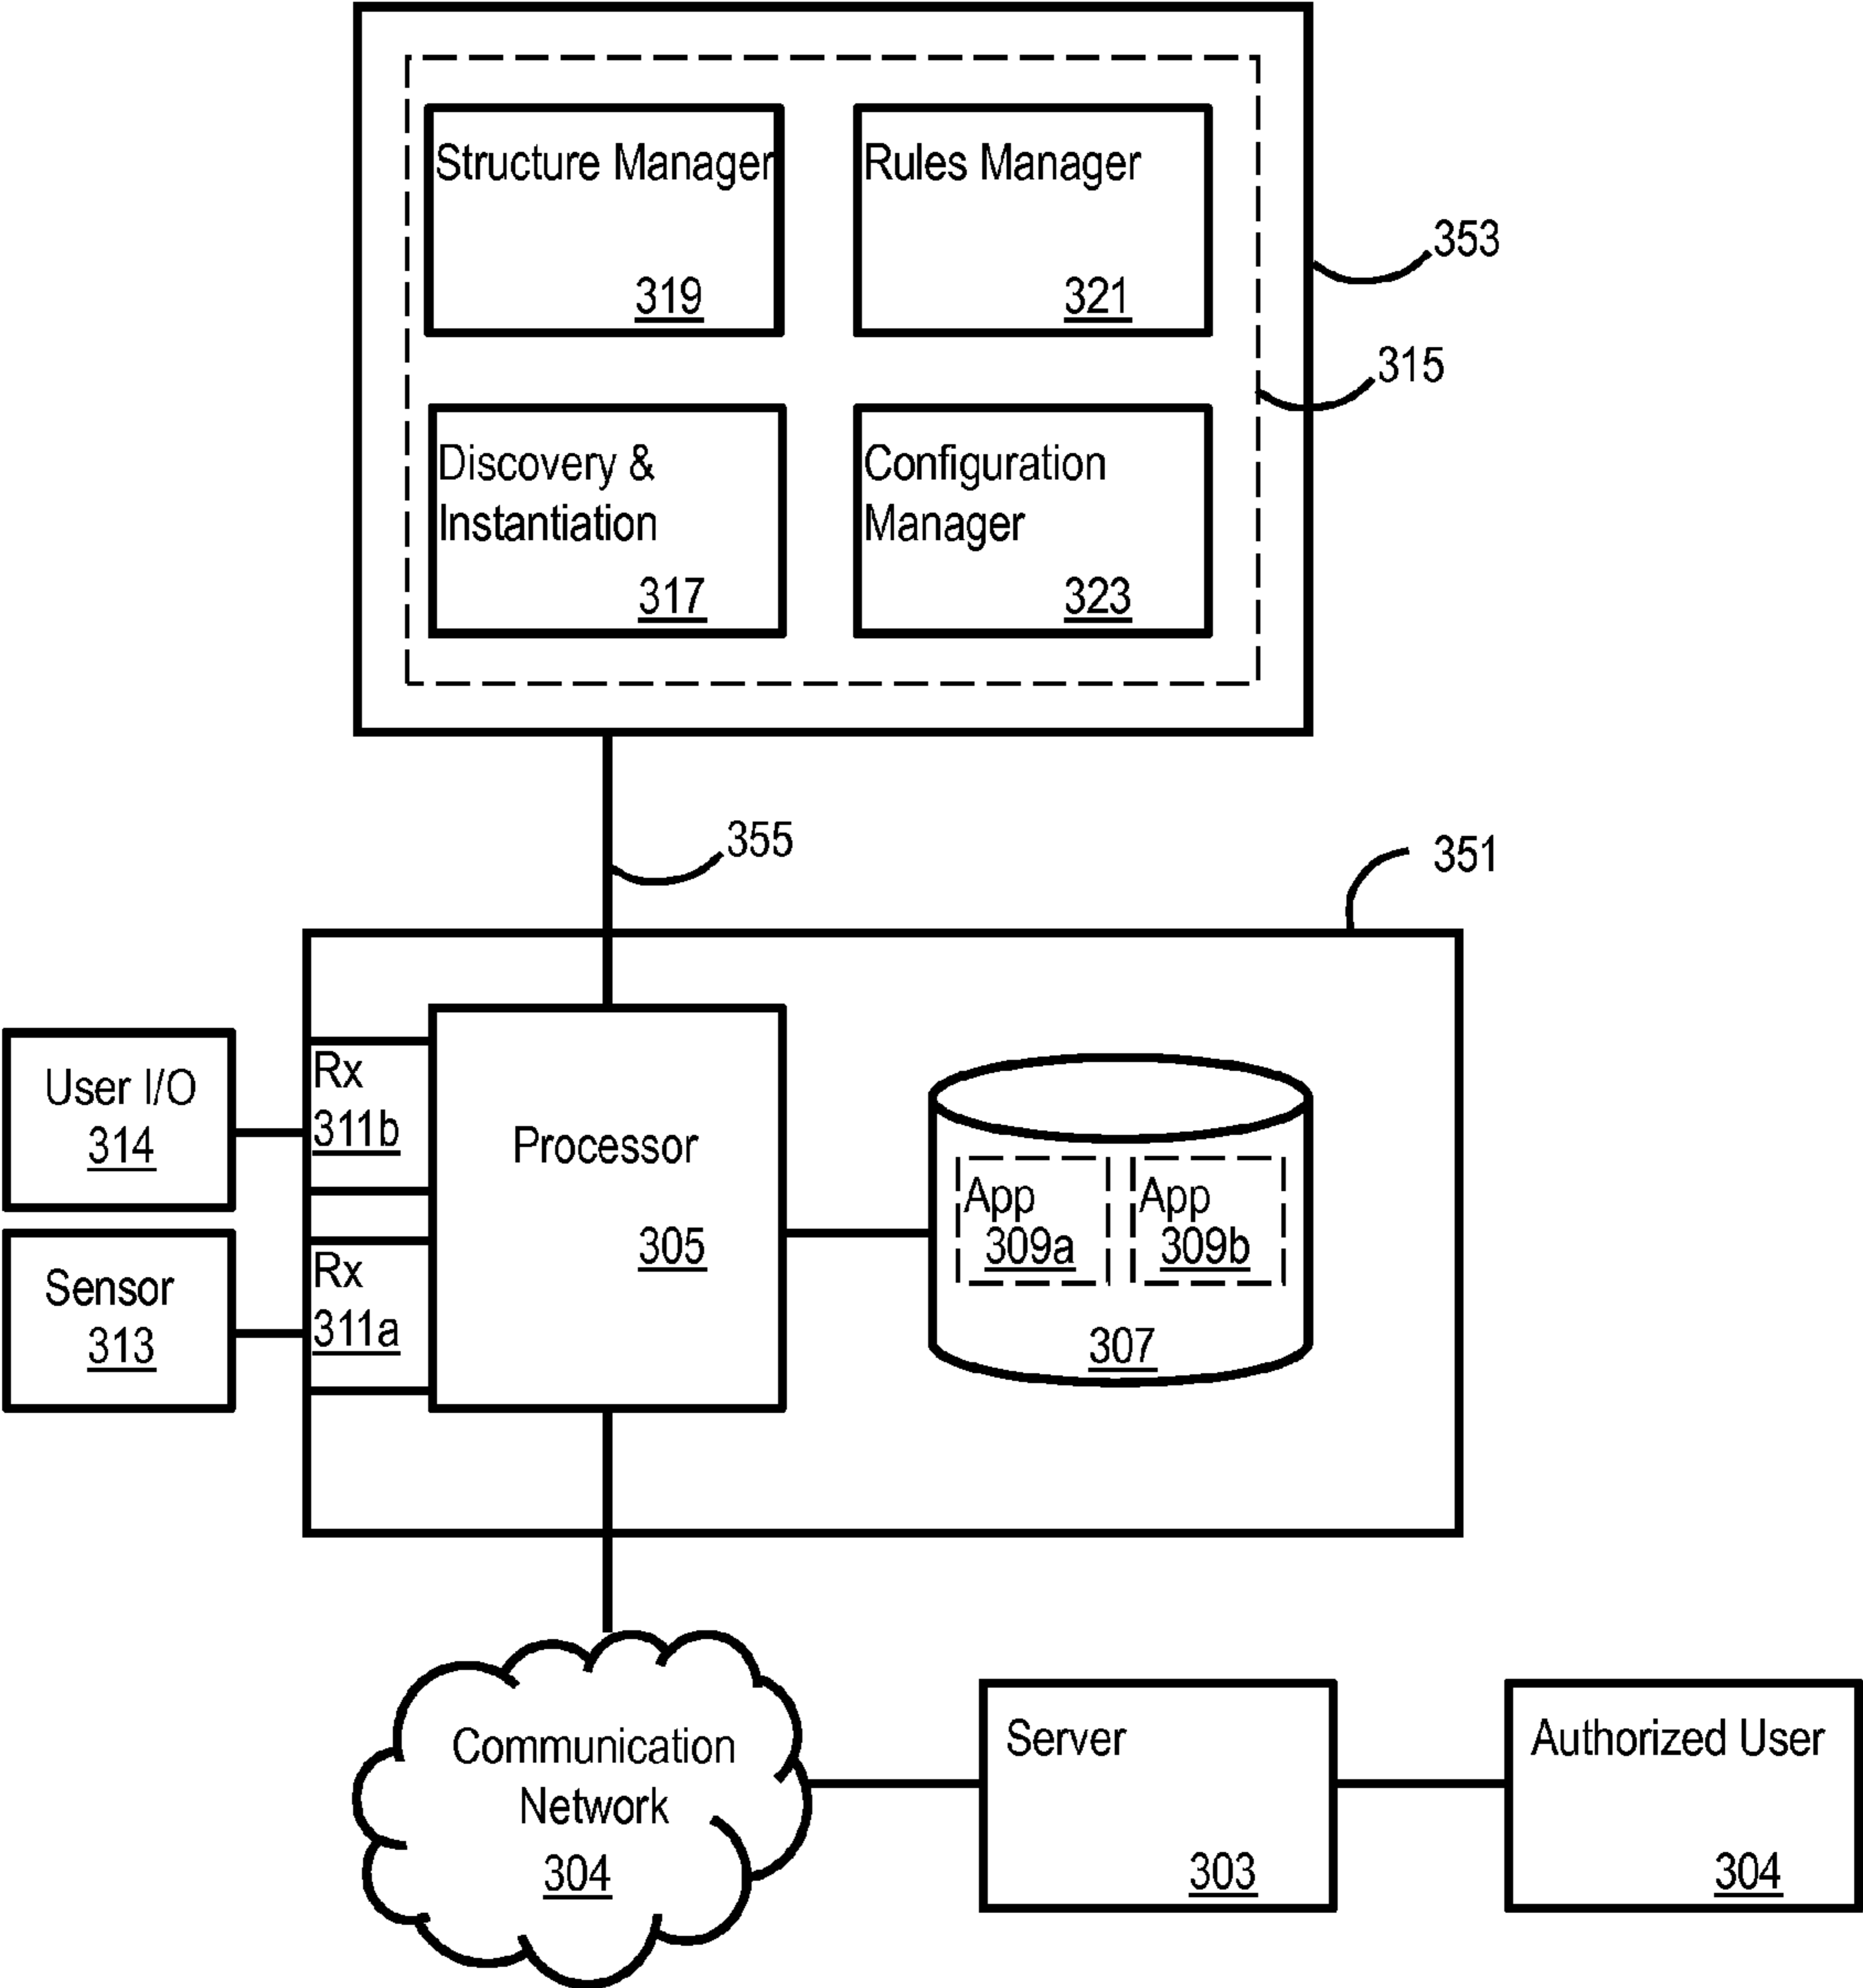 Structure Manager
319
Rules Manager
321
353
315
Discovery &
Instantiation
317
Configuration
Manager
323
355
351
User I/O
314
Rx
311b
Processor
305
Sensor
313
Rx
311a
App
309a
App
309b
307
Communication
Network
304
Server
303
Authorized User
304